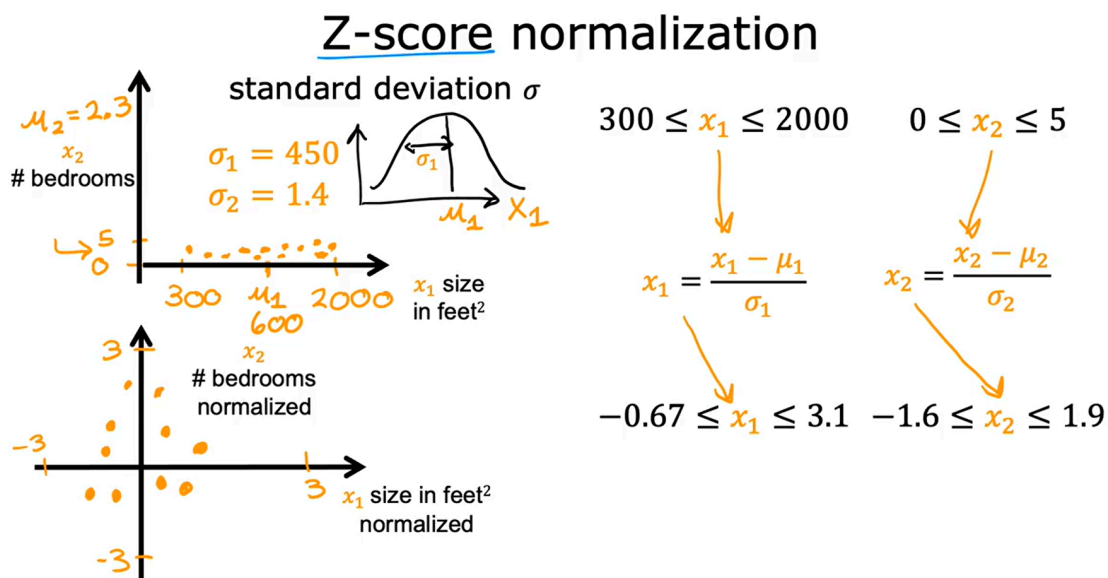 Z-score normalization
standard deviation σ
μ₂ = 2.3
x₂
# bedrooms
σ₁ = 450
σ₂ = 1.4
σ₁
μ₁
X₁
5
0
300
μ₁
600
2000
x₁ size
in feet²
300 ≤ x₁ ≤ 2000
0 ≤ x₂ ≤ 5
x₁ = (x₁ − μ₁) / σ₁
x₂ = (x₂ − μ₂) / σ₂
−0.67 ≤ x₁ ≤ 3.1
−1.6 ≤ x₂ ≤ 1.9
3
x₂
# bedrooms
normalized
-3
3
x₁ size in feet²
normalized
-3